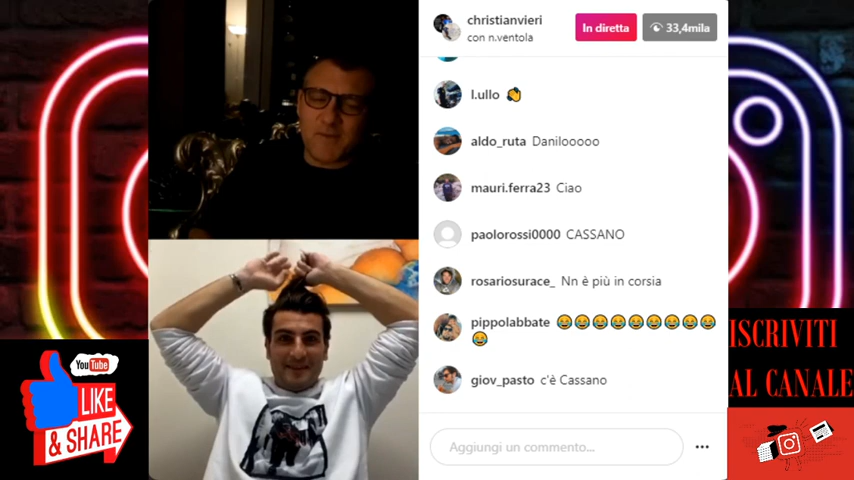 christianvieri
con n.ventola
In diretta
33,4mila
l.ullo 👏
aldo_ruta Danilooooo
mauri.ferra23 Ciao
paolorossi0000 CASSANO
rosariosurace_ Nn è più in corsia
pippolabbate 😂😂😂😂😂😂😂😂😂
😂
giov_pasto c'è Cassano
Aggiungi un commento...
YouTube
LIKE
& SHARE
ISCRIVITI
AL CANALE